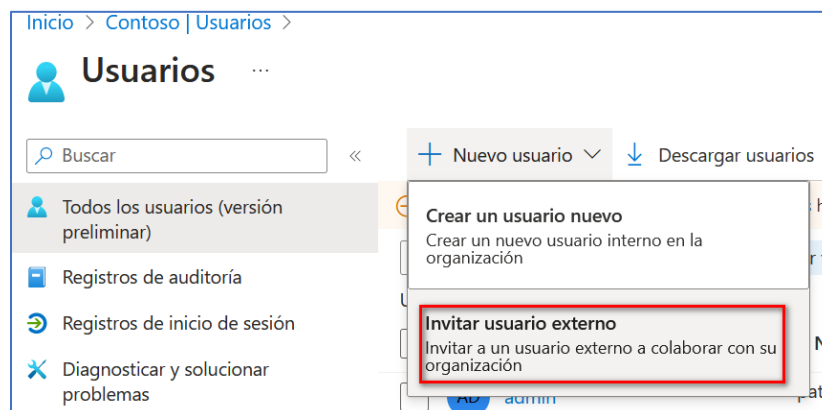 Inicio > Contoso | Usuarios >
Usuarios ...
Buscar
«
+ Nuevo usuario
Descargar usuarios
Todos los usuarios (versión
preliminar)
Registros de auditoría
Registros de inicio de sesión
Diagnosticar y solucionar
problemas
Crear un usuario nuevo
Crear un nuevo usuario interno en la
organización
Invitar usuario externo
Invitar a un usuario externo a colaborar con su
organización
AD admin